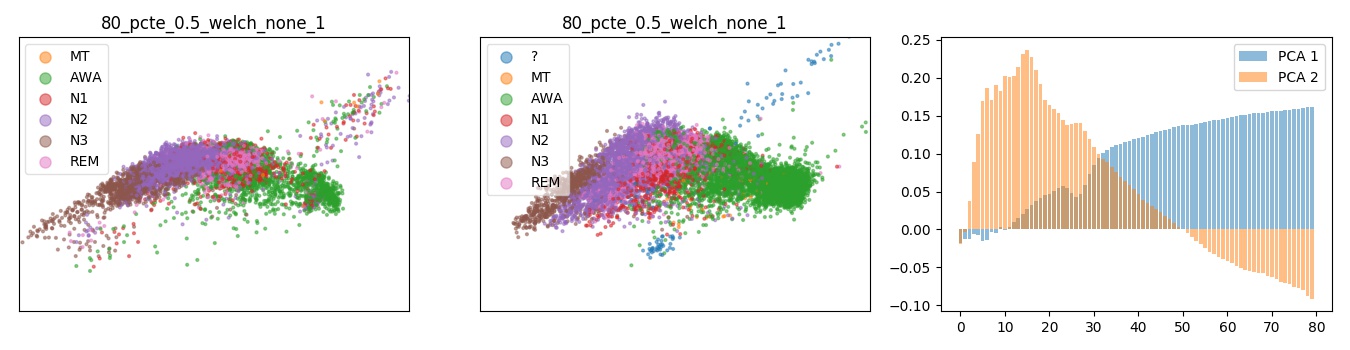 80_pcte_0.5_welch_none_1
MT
AWA
N1
N2
N3
REM
80_pcte_0.5_welch_none_1
?
MT
AWA
N1
N2
N3
REM
0.25
0.20
0.15
0.10
0.05
0.00
−0.05
−0.10
0 10 20 30 40 50 60 70 80
PCA 1
PCA 2